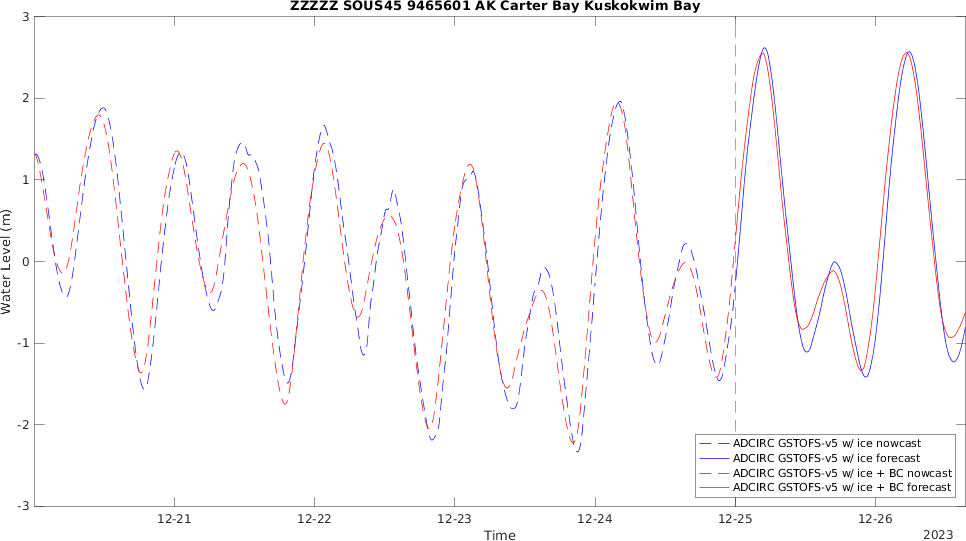 ZZZZZ SOUS45 9465601 AK Carter Bay Kuskokwim Bay
3
2
1
0
-1
-2
-3
Water Level (m)
12-21
12-22
12-23
12-24
12-25
12-26
Time
2023
ADCIRC GSTOFS-v5 w/ ice nowcast
ADCIRC GSTOFS-v5 w/ ice forecast
ADCIRC GSTOFS-v5 w/ ice + BC nowcast
ADCIRC GSTOFS-v5 w/ ice + BC forecast